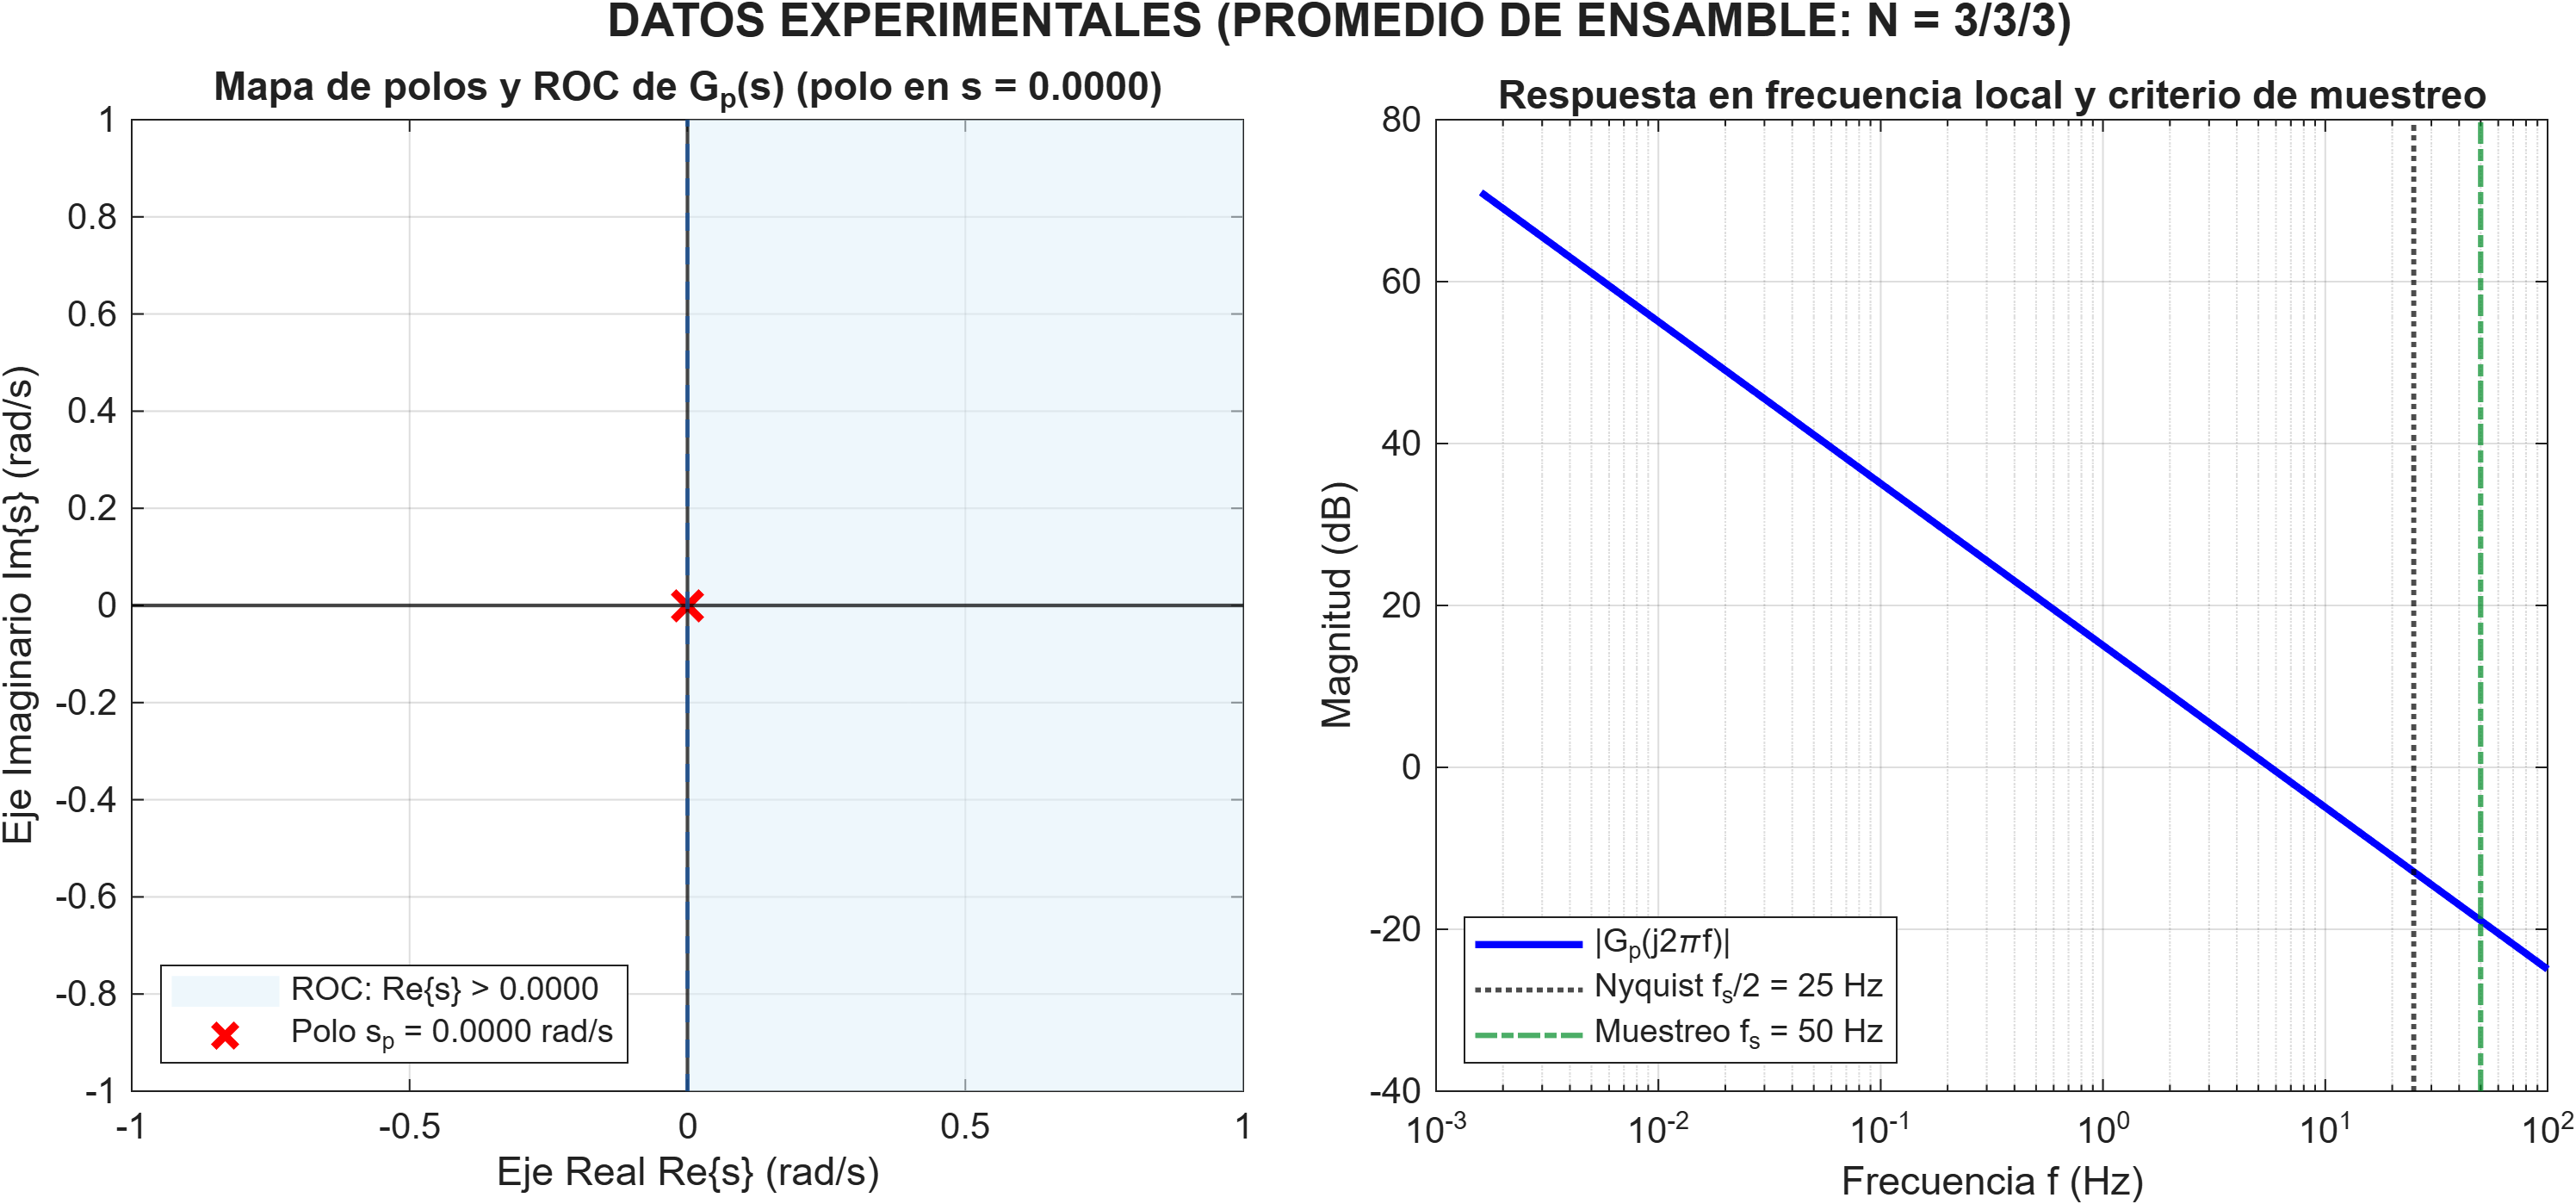 DATOS EXPERIMENTALES (PROMEDIO DE ENSAMBLE: N = 3/3/3)
Mapa de polos y ROC de Gp(s) (polo en s = 0.0000)
1
0.8
0.6
0.4
0.2
0
-0.2
-0.4
-0.6
-0.8
-1
Eje Imaginario Im{s} (rad/s)
ROC: Re{s} > 0.0000
Polo sp = 0.0000 rad/s
-1
-0.5
0
0.5
1
Eje Real Re{s} (rad/s)
Respuesta en frecuencia local y criterio de muestreo
80
60
40
20
0
-20
-40
Magnitud (dB)
|Gp(j2πf)|
Nyquist fs/2 = 25 Hz
Muestreo fs = 50 Hz
10-3
10-2
10-1
100
101
102
Frecuencia f (Hz)